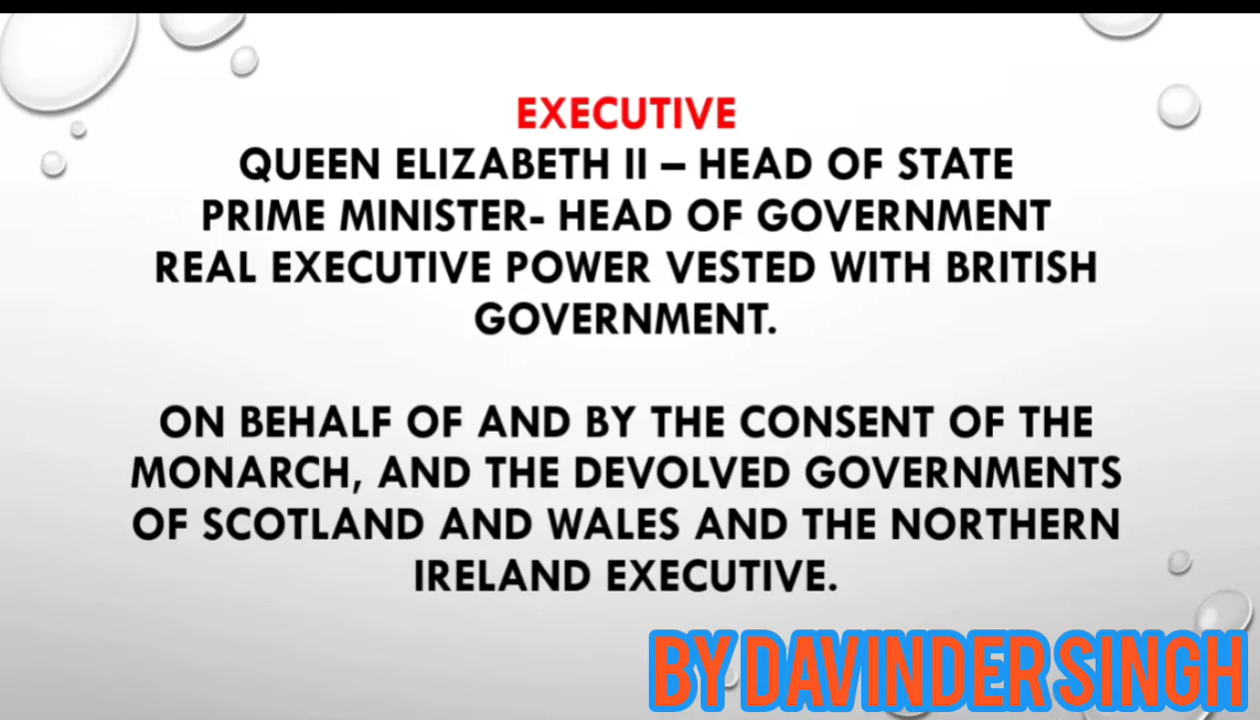 EXECUTIVE
QUEEN ELIZABETH II – HEAD OF STATE
PRIME MINISTER- HEAD OF GOVERNMENT
REAL EXECUTIVE POWER VESTED WITH BRITISH
GOVERNMENT.
ON BEHALF OF AND BY THE CONSENT OF THE
MONARCH, AND THE DEVOLVED GOVERNMENTS
OF SCOTLAND AND WALES AND THE NORTHERN
IRELAND EXECUTIVE.
BY DAVINDER SINGH